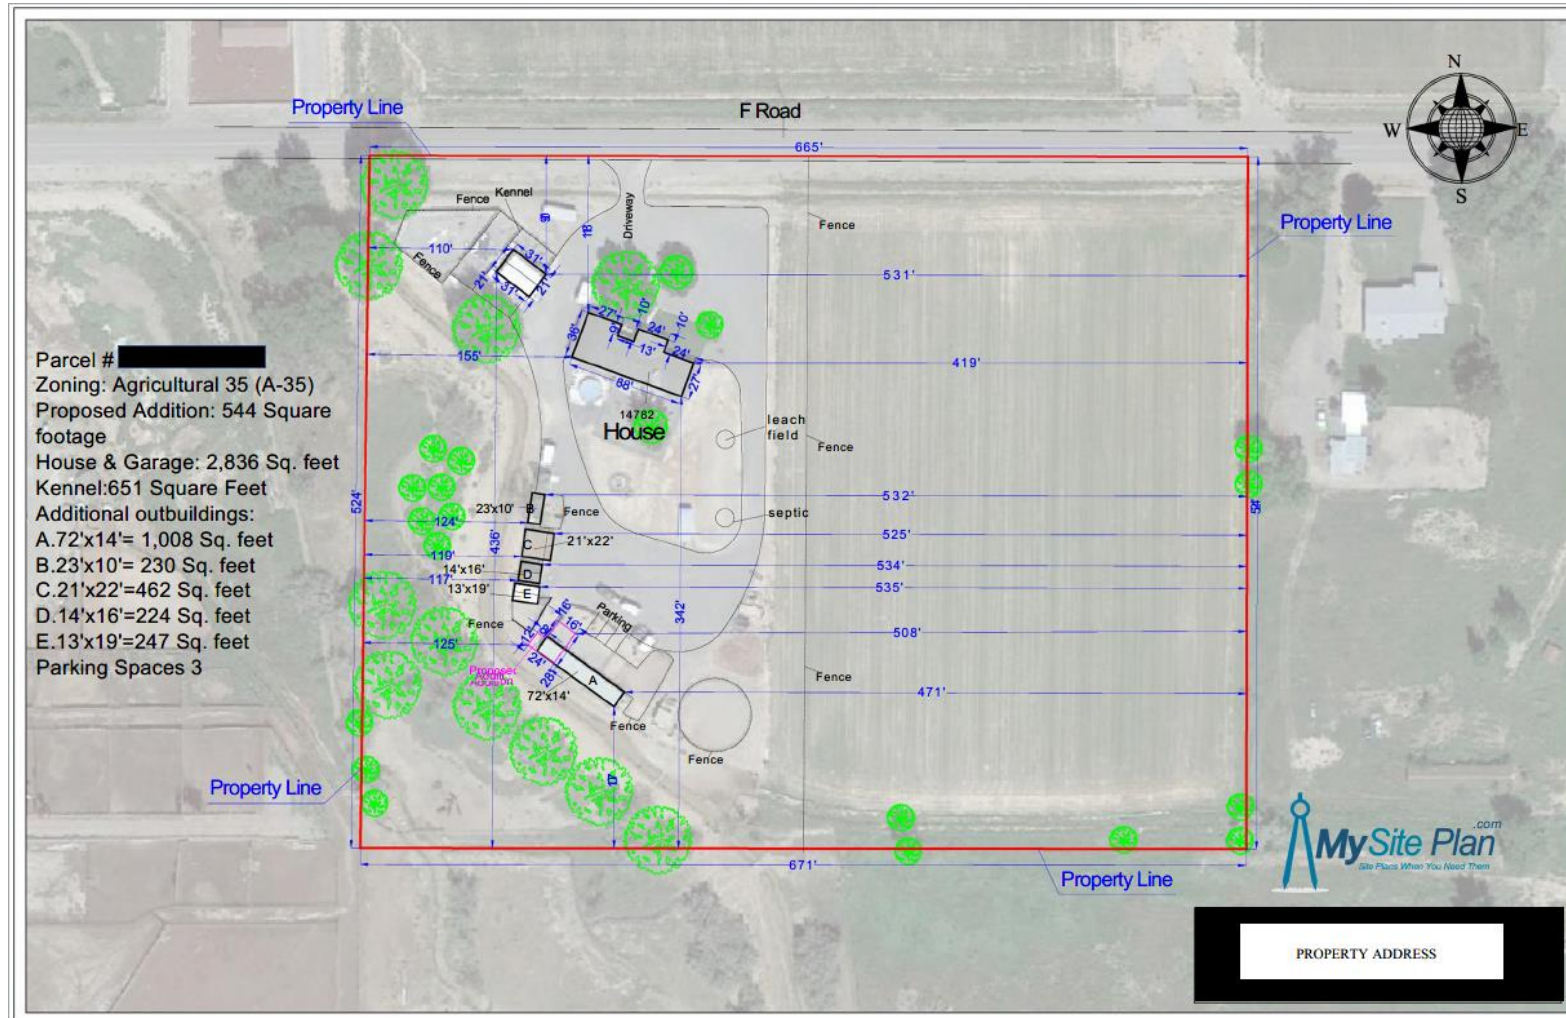 Property Line
F Road
N
W
E
S
665'
Fence
Kennel
Driveway
Fence
Property Line
110'
31'
Fence
21'
31'
21'
531'
10'
27'
9'
24'
10'
36'
13'
24'
155'
419'
27'
Parcel #
Zoning: Agricultural 35 (A-35)
Proposed Addition: 544 Square
footage
House & Garage: 2,836 Sq. feet
Kennel:651 Square Feet
Additional outbuildings:
A.72'x14'= 1,008 Sq. feet
B.23'x10'= 230 Sq. feet
C.21'x22'=462 Sq. feet
D.14'x16'=224 Sq. feet
E.13'x19'=247 Sq. feet
Parking Spaces 3
14782
House
leach
field
Fence
524'
532'
23'x10'
B
Fence
septic
124'
436'
C
21'x22'
525'
14'x16'
D
534'
117'
13'x19'
E
535'
Fence
16'
16'
Parking
342'
508'
12'
8'
125'
24'
28'
Proposed
Addition
72'x14'
A
471'
Fence
Fence
Fence
Property Line
671'
Property Line
MySite Plan
.com
Site Plans When You Need Them
PROPERTY ADDRESS